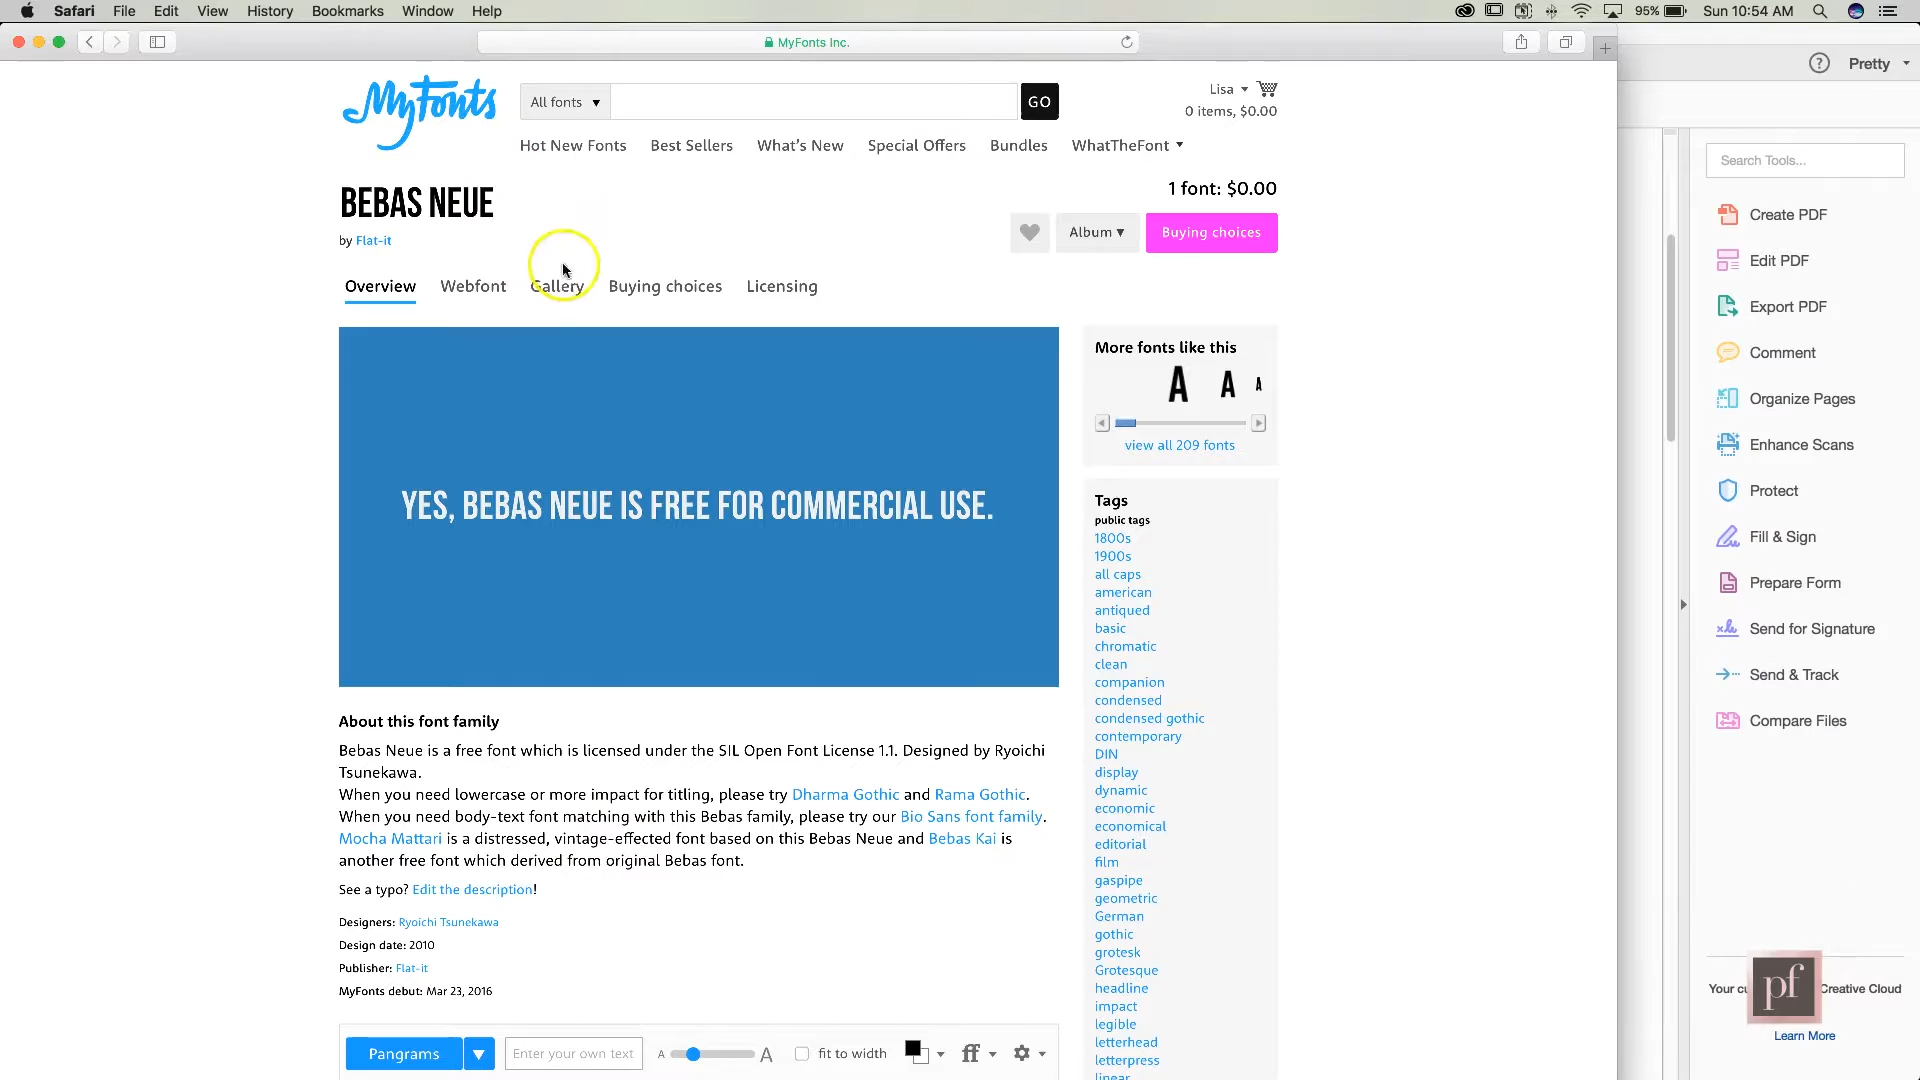 Safari File Edit View History Bookmarks Window Help
95% Sun 10:54 AM
MyFonts Inc.
Pretty
MyFonts
All fonts
GO
Lisa
0 items, $0.00
Hot New Fonts Best Sellers What's New Special Offers Bundles WhatTheFont
BEBAS NEUE
by Flat-it
1 font: $0.00
Album Buying choices
Overview Webfont Gallery Buying choices Licensing
YES, BEBAS NEUE IS FREE FOR COMMERCIAL USE.
More fonts like this
A A A
view all 209 fonts
Tags
public tags
1800s
1900s
all caps
american
antiqued
basic
chromatic
clean
companion
condensed
condensed gothic
contemporary
DIN
display
dynamic
economic
economical
editorial
film
gaspipe
geometric
German
gothic
grotesk
Grotesque
headline
impact
legible
letterhead
letterpress
linear
About this font family
Bebas Neue is a free font which is licensed under the SIL Open Font License 1.1. Designed by Ryoichi
Tsunekawa.
When you need lowercase or more impact for titling, please try Dharma Gothic and Rama Gothic.
When you need body-text font matching with this Bebas family, please try our Bio Sans font family.
Mocha Mattari is a distressed, vintage-effected font based on this Bebas Neue and Bebas Kai is
another free font which derived from original Bebas font.
See a typo? Edit the description!
Designers: Ryoichi Tsunekawa
Design date: 2010
Publisher: Flat-it
MyFonts debut: Mar 23, 2016
Pangrams
Enter your own text
A A
fit to width
ff
Search Tools...
Create PDF
Edit PDF
Export PDF
Comment
Organize Pages
Enhance Scans
Protect
Fill & Sign
Prepare Form
Send for Signature
Send & Track
Compare Files
Your cu
pf
Creative Cloud
Learn More